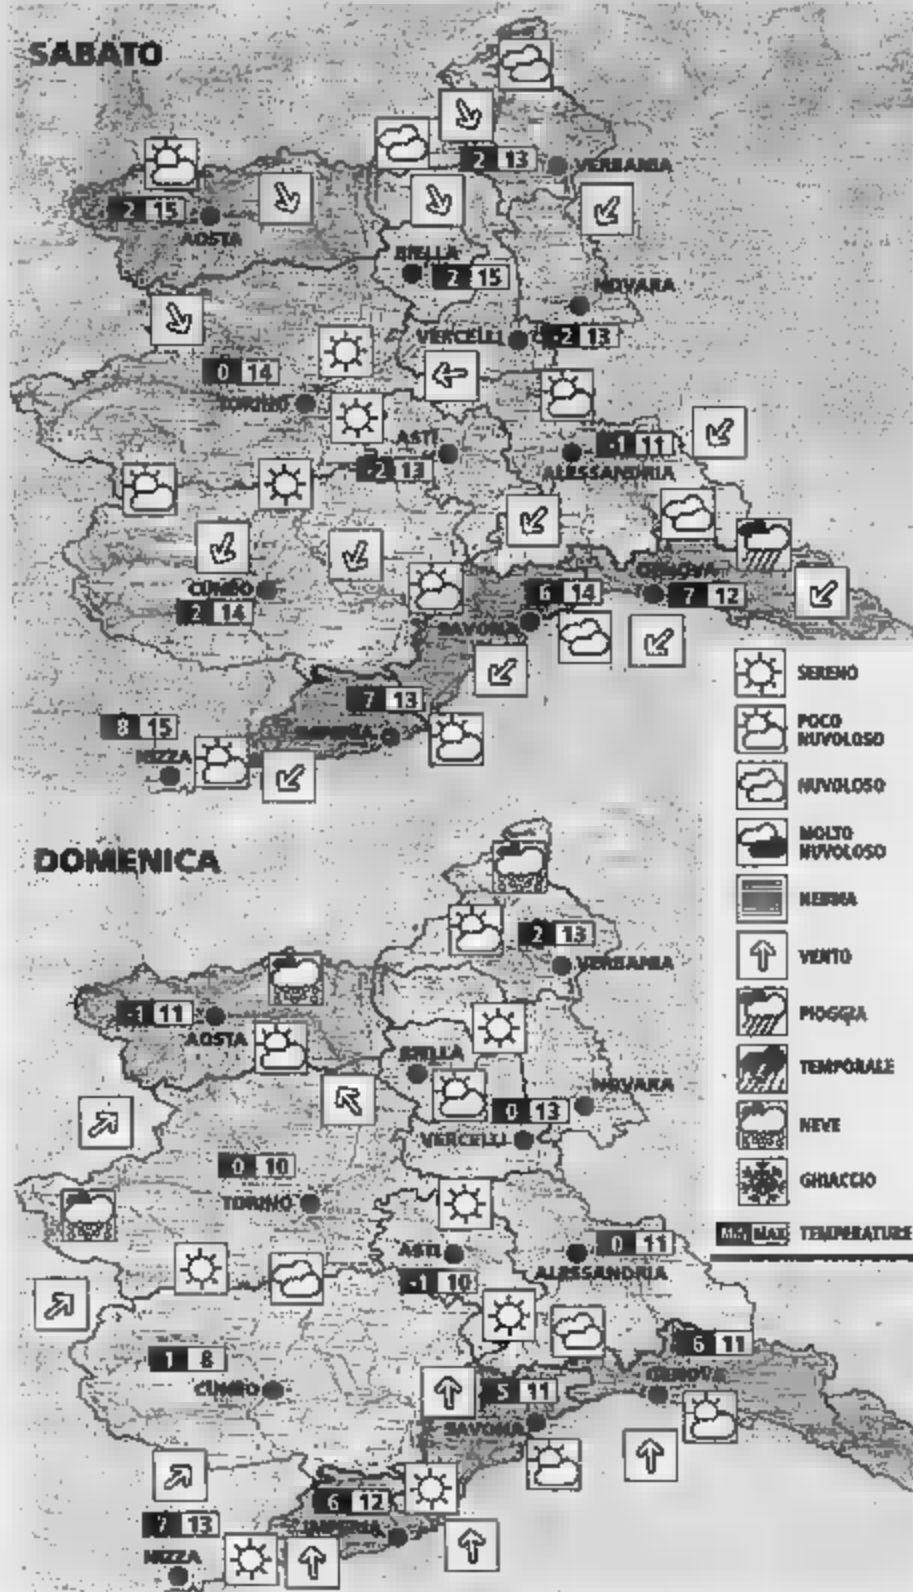 SABATO
2 13
VERBANIA
2 15
AOSTA
BIELLA
2 15
NOVARA
VERCELLI
-2 13
0 14
TORINO
ASTI
-2 13
-1 11
ALESSANDRIA
CUNEO
2 14
GENOVA
7 12
6 14
SAVONA
7 13
IMPERIA
8 15
NIZZA
SERENO
POCO
NUVOLOSO
NUVOLOSO
MOLTO
NUVOLOSO
NEBBIA
VENTO
PIOGGIA
TEMPORALE
NEVE
GHIACCIO
MIN MAX TEMPERATURE
DOMENICA
2 13
VERBANIA
-1 11
AOSTA
BIELLA
NOVARA
0 13
VERCELLI
0 10
TORINO
ASTI
-1 10
0 11
ALESSANDRIA
1 8
CUNEO
6 11
GENOVA
5 11
SAVONA
6 12
IMPERIA
7 13
NIZZA